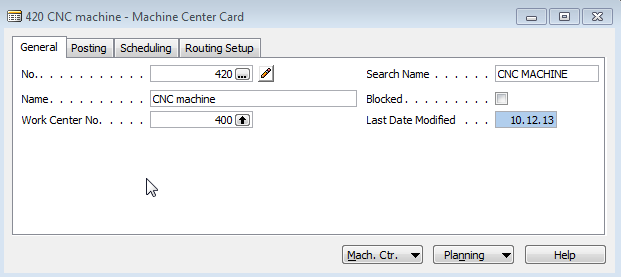 420 CNC machine - Machine Center Card
General Posting Scheduling Routing Setup
No. . . . . . . . . . . . 420 ... Search Name . . . . . . CNC MACHINE
Name . . . . . . . . . . CNC machine Blocked . . . . . . . . .
Work Center No. . . . . 400 Last Date Modified . . . 10.12.13
Mach. Ctr. Planning Help